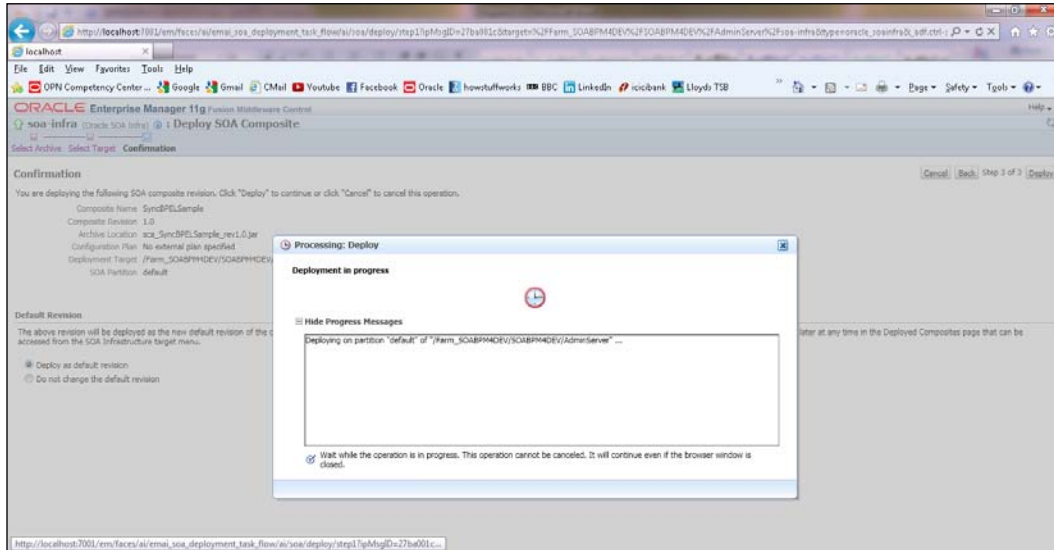 http://localhost:7001/em/faces/ai/emai_soa_deployment_task_flow/ai/soa/deploy/step1?ipMsgID=27ba001c&target=%2FFarm_SOABPM4DEV%2FSOABPM4DEV%2FAdminServer%2Fsoa-infra&type=oracle_soainfra&_adf.ctrl-s
localhost
File Edit View Favorites Tools Help
OPN Competency Center ... Google Gmail CMail Youtube Facebook Oracle howstuffworks BBC LinkedIn icicibank Lloyds TSB Page Safety Tools
ORACLE Enterprise Manager 11g Fusion Middleware Control
Help
soa-infra (Oracle SOA Infra) : Deploy SOA Composite
Select Archive Select Target Confirmation
Confirmation
Cancel Back Step 3 of 3 Deploy
You are deploying the following SOA composite revision. Click "Deploy" to continue or click "Cancel" to cancel this operation.
Composite Name SyncBPELSample
Composite Revision 1.0
Archive Location sca_SyncBPELSample_rev1.0.jar
Configuration Plan No external plan specified
Deployment Target /Farm_SOABPM4DEV/SOABPM4DEV/
SOA Partition default
Processing: Deploy
Deployment in progress
Hide Progress Messages
Deploying on partition "default" of "/Farm_SOABPM4DEV/SOABPM4DEV/AdminServer" ...
Wait while the operation is in progress. This operation cannot be canceled. It will continue even if the browser window is
closed.
Default Revision
The above revision will be deployed as the new default revision of the c later at any time in the Deployed Composites page that can be
accessed from the SOA Infrastructure target menu.
Deploy as default revision
Do not change the default revision
http://localhost:7001/em/faces/ai/emai_soa_deployment_task_flow/ai/soa/deploy/step1?ipMsgID=27ba001c...